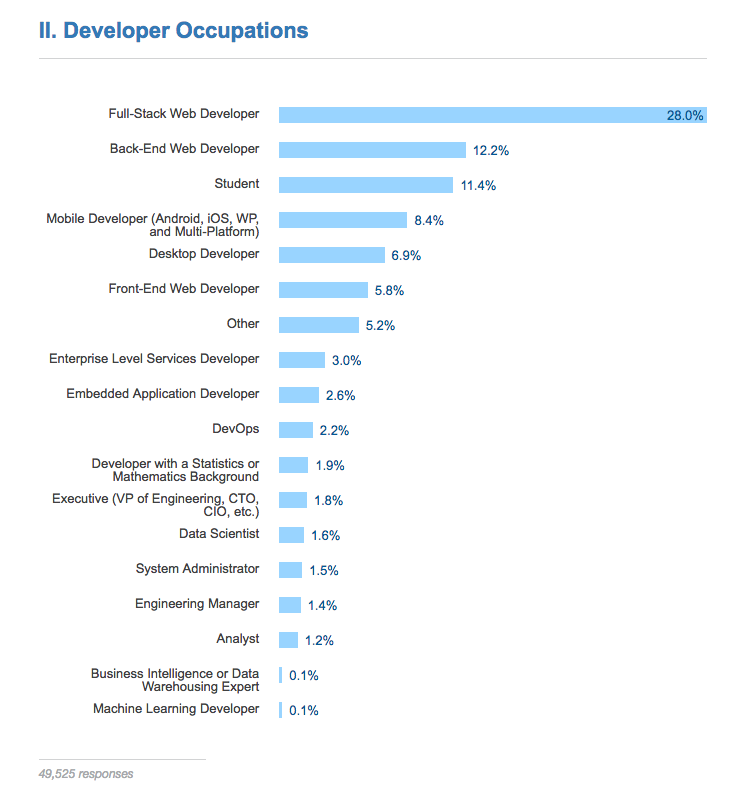 II. Developer Occupations
Full-Stack Web Developer 28.0%
Back-End Web Developer 12.2%
Student 11.4%
Mobile Developer (Android, iOS, WP,
and Multi-Platform) 8.4%
Desktop Developer 6.9%
Front-End Web Developer 5.8%
Other 5.2%
Enterprise Level Services Developer 3.0%
Embedded Application Developer 2.6%
DevOps 2.2%
Developer with a Statistics or
Mathematics Background 1.9%
Executive (VP of Engineering, CTO,
CIO, etc.) 1.8%
Data Scientist 1.6%
System Administrator 1.5%
Engineering Manager 1.4%
Analyst 1.2%
Business Intelligence or Data
Warehousing Expert 0.1%
Machine Learning Developer 0.1%
49,525 responses